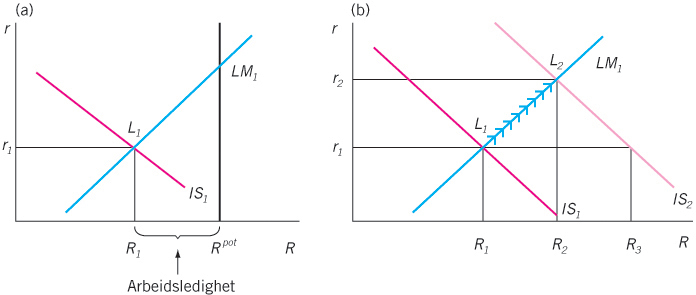 (a)
r
LM₁
L₁
r₁
IS₁
R₁
Rᵖᵒᵗ
R
Arbeidsledighet
(b)
r
L₂
LM₁
r₂
L₁
r₁
IS₁
IS₂
R₁
R₂
R₃
R